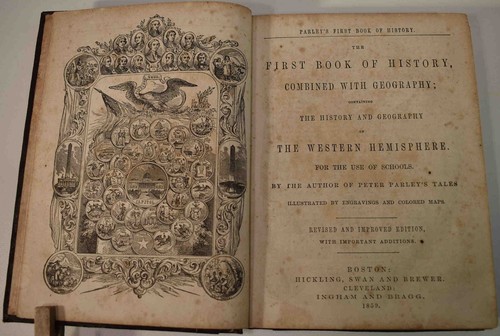 PARLEY'S FIRST BOOK OF HISTORY.
THE
FIRST BOOK OF HISTORY,
COMBINED WITH GEOGRAPHY;
CONTAINING
THE HISTORY AND GEOGRAPHY
OF
THE WESTERN HEMISPHERE.
FOR THE USE OF SCHOOLS.
BY THE AUTHOR OF PETER PARLEY'S TALES
ILLUSTRATED BY ENGRAVINGS AND COLORED MAPS.
REVISED AND IMPROVED EDITION,
WITH IMPORTANT ADDITIONS.
BOSTON:
HICKLING, SWAN AND BREWER.
CLEVELAND:
INGHAM AND BRAGG.
1859.